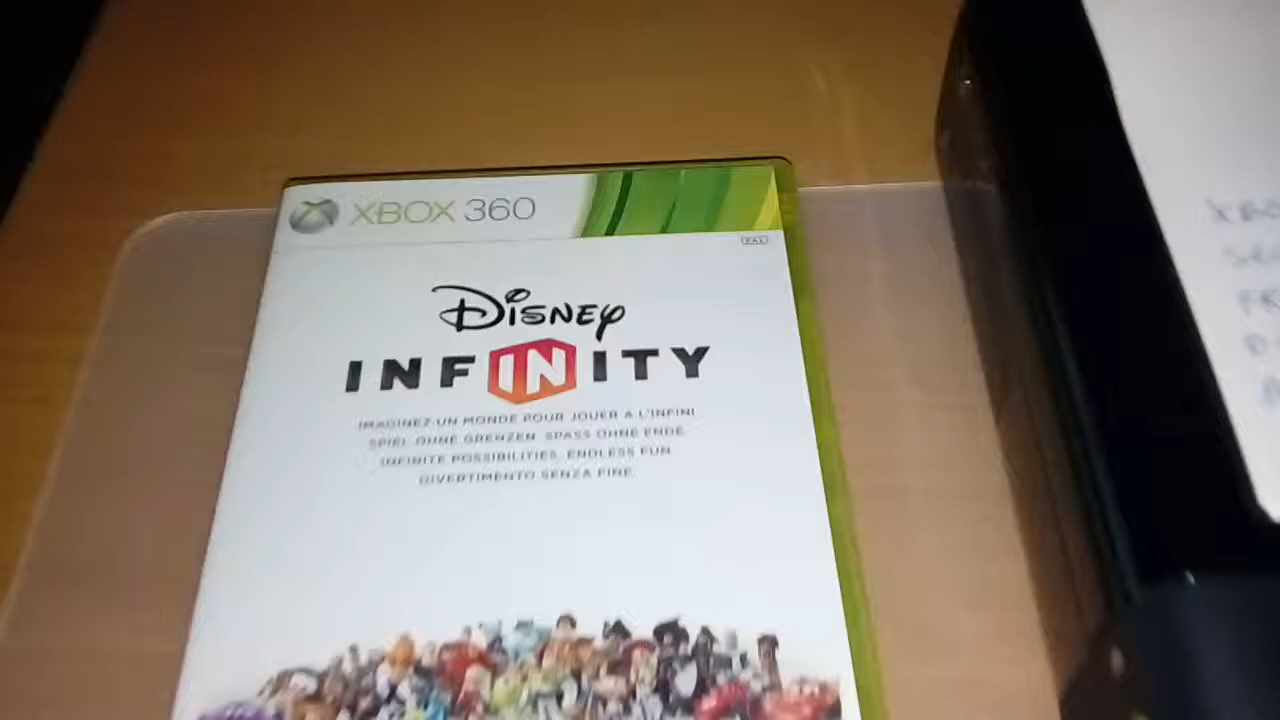 XBOX 360
PAL
Disney
INFINITY
IMAGINEZ UN MONDE POUR JOUER A L'INFINI
SPIEL OHNE GRENZEN. SPASS OHNE ENDE
INFINITE POSSIBILITIES. ENDLESS FUN
DIVERTIMENTO SENZA FINE